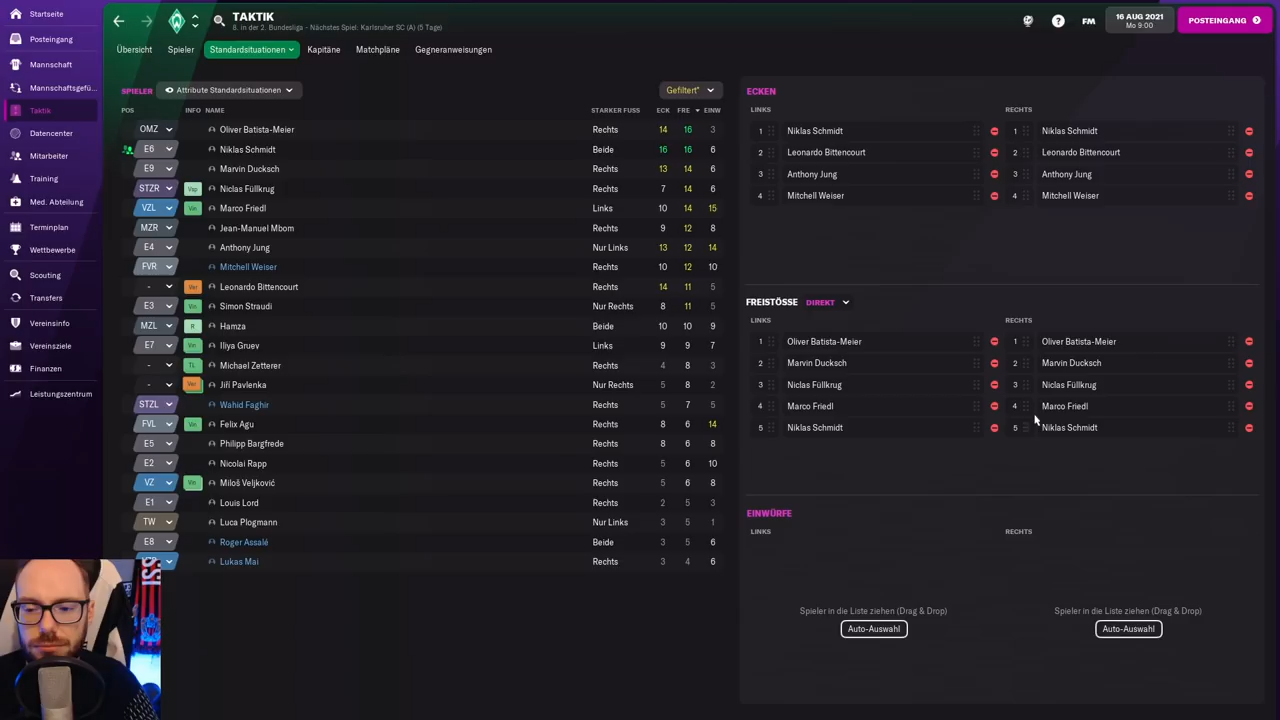 Startseite
Posteingang
Mannschaft
Mannschaftsgefü...
Taktik
Datencenter
Mitarbeiter
Training
Med. Abteilung
Terminplan
Wettbewerbe
Scouting
Transfers
Vereinsinfo
Vereinsziele
Finanzen
Leistungszentrum
TAKTIK
6. in der 2. Bundesliga - Nächstes Spiel: Karlsruher SC (A) (5 Tage)
? FM 16 AUG 2021 Mo 9:00 POSTEINGANG
Übersicht Spieler Standardsituationen Kapitäne Matchpläne Gegneranweisungen
SPIELER Attribute Standardsituationen Gefiltert*
POS INFO NAME STARKER FUSS ECK FRE EINW
OMZ Oliver Batista-Meier Rechts 14 16 3
E6 Niklas Schmidt Beide 16 16 6
E9 Marvin Ducksch Rechts 13 14 6
STZR Niclas Füllkrug Rechts 7 14 6
VZL Vin Marco Friedl Links 10 14 15
MZR Jean-Manuel Mbom Rechts 9 12 8
E4 Anthony Jung Nur Links 13 12 14
FVR Mitchell Weiser Rechts 10 12 10
- Leonardo Bittencourt Rechts 14 11 5
E3 Vin Simon Straudi Nur Rechts 8 11 5
MZL R Hamza Beide 10 10 9
E7 Vin Iliya Gruev Links 9 9 7
- Michael Zetterer Rechts 4 8 3
- Jiří Pavlenka Nur Rechts 5 8 2
STZL Wahid Faghir Rechts 5 7 5
FVL Vin Felix Agu Rechts 8 6 14
E5 Philipp Bargfrede Rechts 8 6 8
E2 Nicolai Rapp Rechts 5 6 10
VZ Vin Miloš Veljković Rechts 5 6 8
E1 Louis Lord Rechts 2 5 3
TW Luca Plogmann Nur Links 3 5 1
E8 Roger Assalé Beide 3 5 6
Lukas Mai Rechts 3 4 6
ECKEN
LINKS RECHTS
1 Niklas Schmidt 1 Niklas Schmidt
2 Leonardo Bittencourt 2 Leonardo Bittencourt
3 Anthony Jung 3 Anthony Jung
4 Mitchell Weiser 4 Mitchell Weiser
FREISTÖSSE DIREKT
LINKS RECHTS
1 Oliver Batista-Meier 1 Oliver Batista-Meier
2 Marvin Ducksch 2 Marvin Ducksch
3 Niclas Füllkrug 3 Niclas Füllkrug
4 Marco Friedl 4 Marco Friedl
5 Niklas Schmidt 5 Niklas Schmidt
EINWÜRFE
LINKS RECHTS
Spieler in die Liste ziehen (Drag & Drop) Spieler in die Liste ziehen (Drag & Drop)
Auto-Auswahl Auto-Auswahl